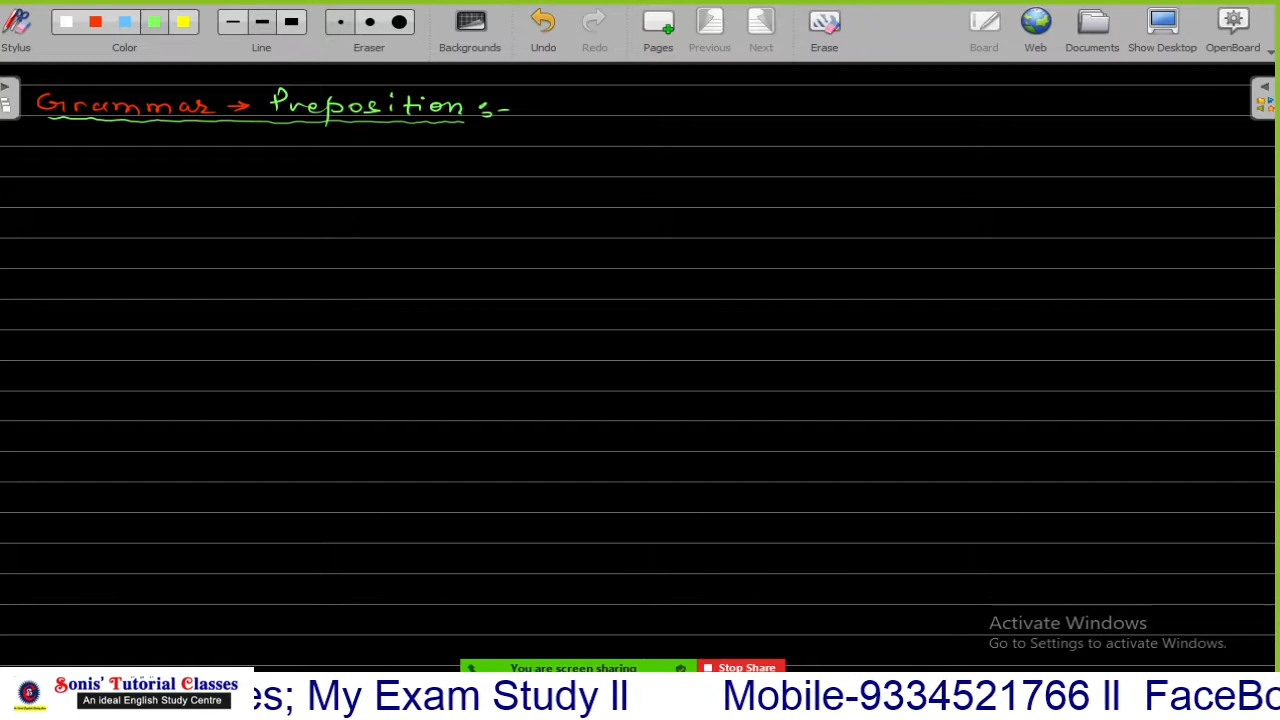 Stylus Color Line Eraser Backgrounds Undo Redo Pages Previous Next Erase Board Web Documents Show Desktop OpenBoard
Grammar → Preposition :-
Activate Windows
Go to Settings to activate Windows.
You are screen sharing Stop Share
Sonis' Tutorial Classes
An ideal English Study Centre
es; My Exam Study ll Mobile-9334521766 ll FaceBo